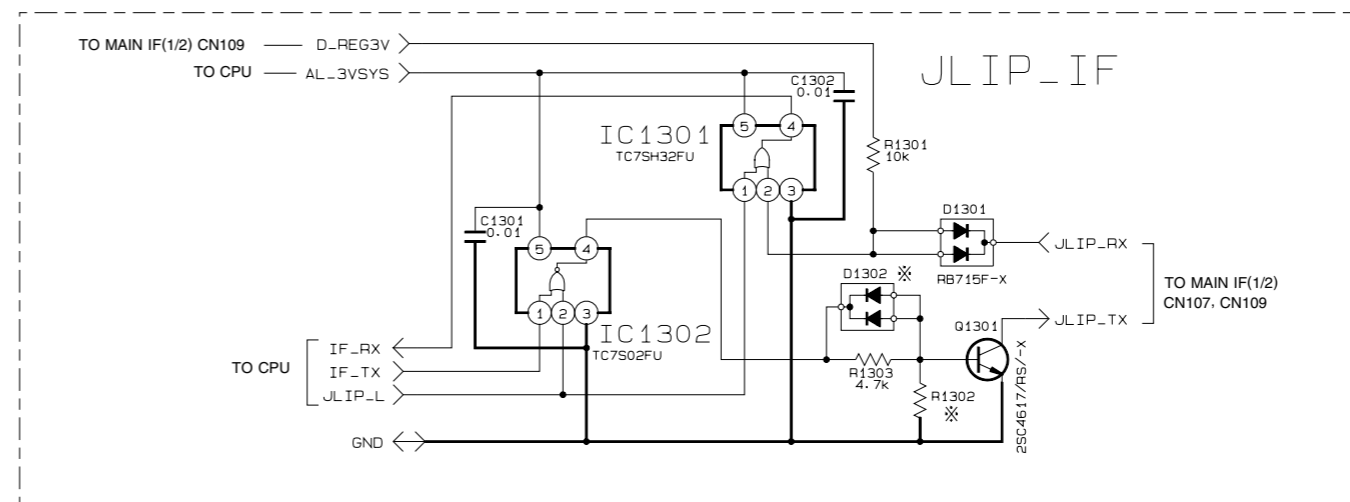 TO MAIN IF(1/2) CN109
D_REG3V
TO CPU
AL_3VSYS
JLIP_IF
C1302
0.01
5
4
IC1301
TC7SH32FU
1
2
3
R1301
10k
C1301
0.01
5
4
D1301
RB715F-X
JLIP_RX
D1302 ※
1
2
3
IC1302
TC7S02FU
TO MAIN IF(1/2)
CN107, CN109
Q1301
JLIP_TX
2SC4617/RS/-X
TO CPU
IF_RX
IF_TX
JLIP_L
R1303
4.7k
R1302
※
GND